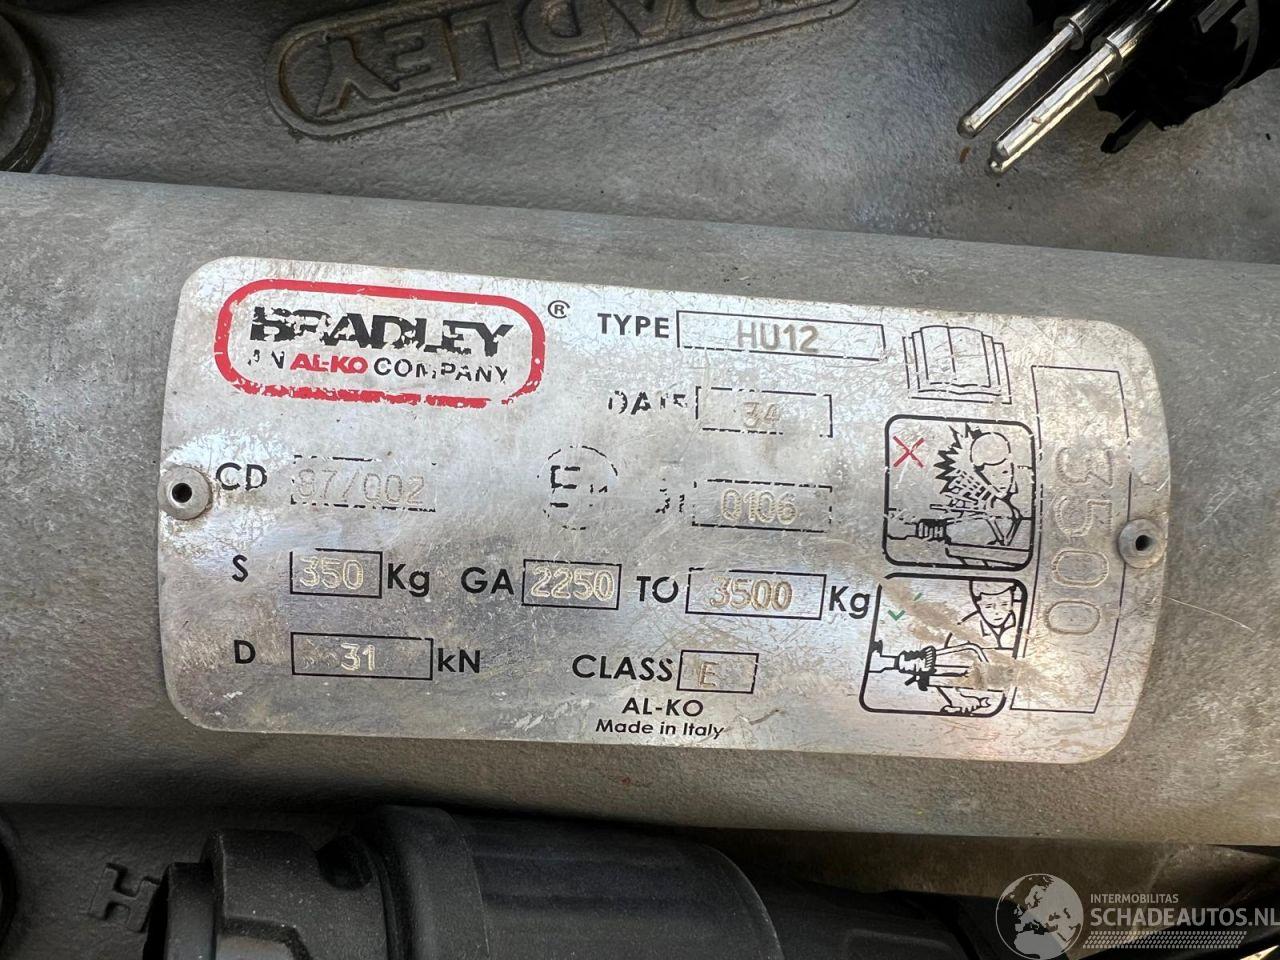 BRADLEY
BRADLEY ®
AN AL-KO COMPANY
TYPE HU12
DATE 34
CD 97/002
E 0106
S 350 Kg GA 2250 TO 3500 Kg
D 31 kN
CLASS E
AL-KO
Made in Italy
3500
H
INTERMOBILITAS
SCHADEAUTOS.NL